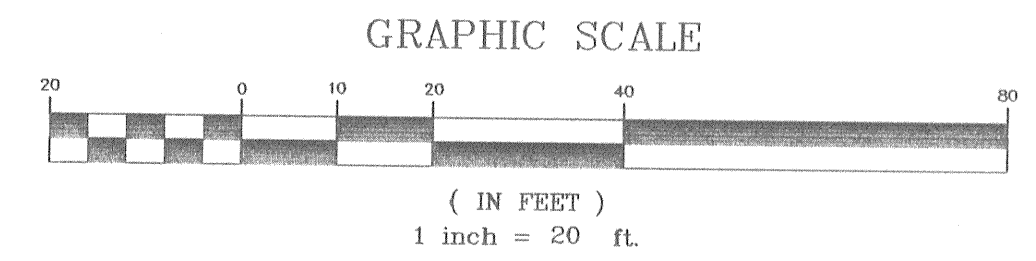 GRAPHIC SCALE
20 0 10 20 40 80
( IN FEET )
1 inch = 20 ft.